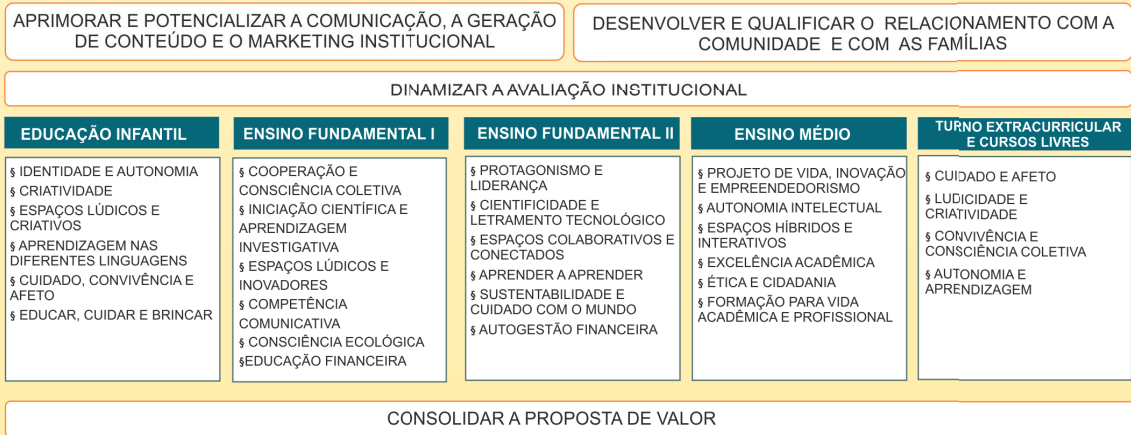 APRIMORAR E POTENCIALIZAR A COMUNICAÇÃO, A GERAÇÃO
DE CONTEÚDO E O MARKETING INSTITUCIONAL
DESENVOLVER E QUALIFICAR O RELACIONAMENTO COM A
COMUNIDADE E COM AS FAMÍLIAS
DINAMIZAR A AVALIAÇÃO INSTITUCIONAL
EDUCAÇÃO INFANTIL
§ IDENTIDADE E AUTONOMIA
§ CRIATIVIDADE
§ ESPAÇOS LÚDICOS E
CRIATIVOS
§ APRENDIZAGEM NAS
DIFERENTES LINGUAGENS
§ CUIDADO, CONVIVÊNCIA E
AFETO
§ EDUCAR, CUIDAR E BRINCAR
ENSINO FUNDAMENTAL I
§ COOPERAÇÃO E
CONSCIÊNCIA COLETIVA
§ INICIAÇÃO CIENTÍFICA E
APRENDIZAGEM
INVESTIGATIVA
§ ESPAÇOS LÚDICOS E
INOVADORES
§ COMPETÊNCIA
COMUNICATIVA
§ CONSCIÊNCIA ECOLÓGICA
§EDUCAÇÃO FINANCEIRA
ENSINO FUNDAMENTAL II
§ PROTAGONISMO E
LIDERANÇA
§ CIENTIFICIDADE E
LETRAMENTO TECNOLÓGICO
§ ESPAÇOS COLABORATIVOS E
CONECTADOS
§ APRENDER A APRENDER
§ SUSTENTABILIDADE E
CUIDADO COM O MUNDO
§ AUTOGESTÃO FINANCEIRA
ENSINO MÉDIO
§ PROJETO DE VIDA, INOVAÇÃO
E EMPREENDEDORISMO
§ AUTONOMIA INTELECTUAL
§ ESPAÇOS HÍBRIDOS E
INTERATIVOS
§ EXCELÊNCIA ACADÊMICA
§ ÉTICA E CIDADANIA
§ FORMAÇÃO PARA VIDA
ACADÊMICA E PROFISSIONAL
TURNO EXTRACURRICULAR
E CURSOS LIVRES
§ CUIDADO E AFETO
§ LUDICIDADE E
CRIATIVIDADE
§ CONVIVÊNCIA E
CONSCIÊNCIA COLETIVA
§ AUTONOMIA E
APRENDIZAGEM
CONSOLIDAR A PROPOSTA DE VALOR